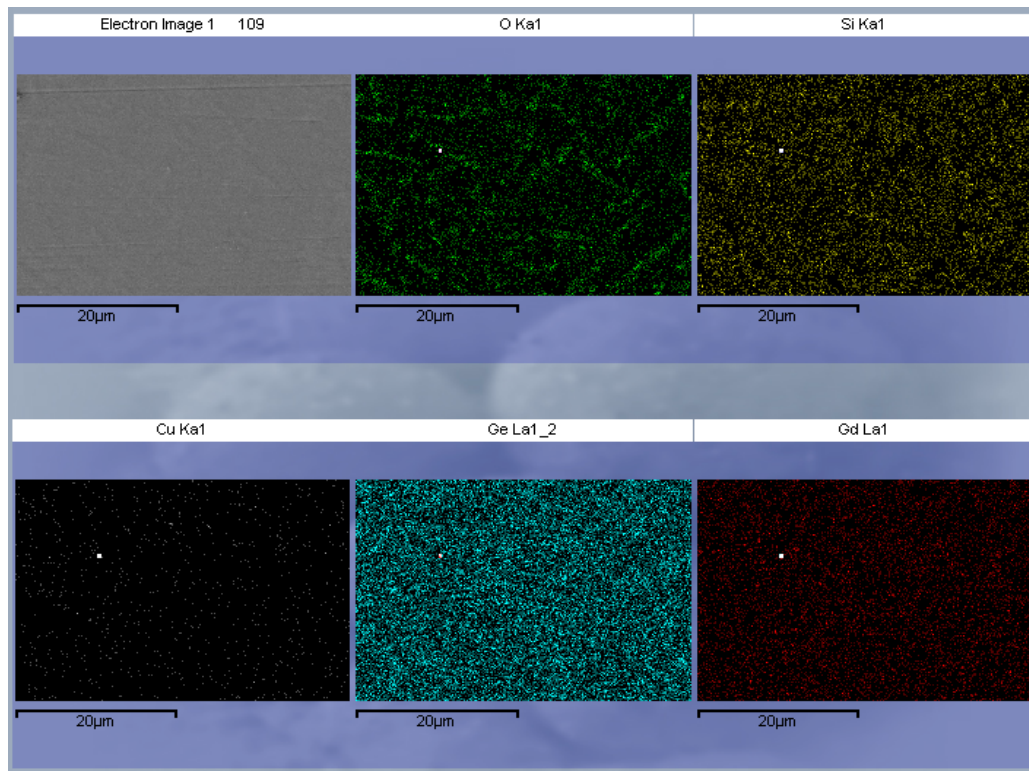 Electron Image 1 109
O Ka1
Si Ka1
20µm
20µm
20µm
Cu Ka1
Ge La1_2
Gd La1
20µm
20µm
20µm